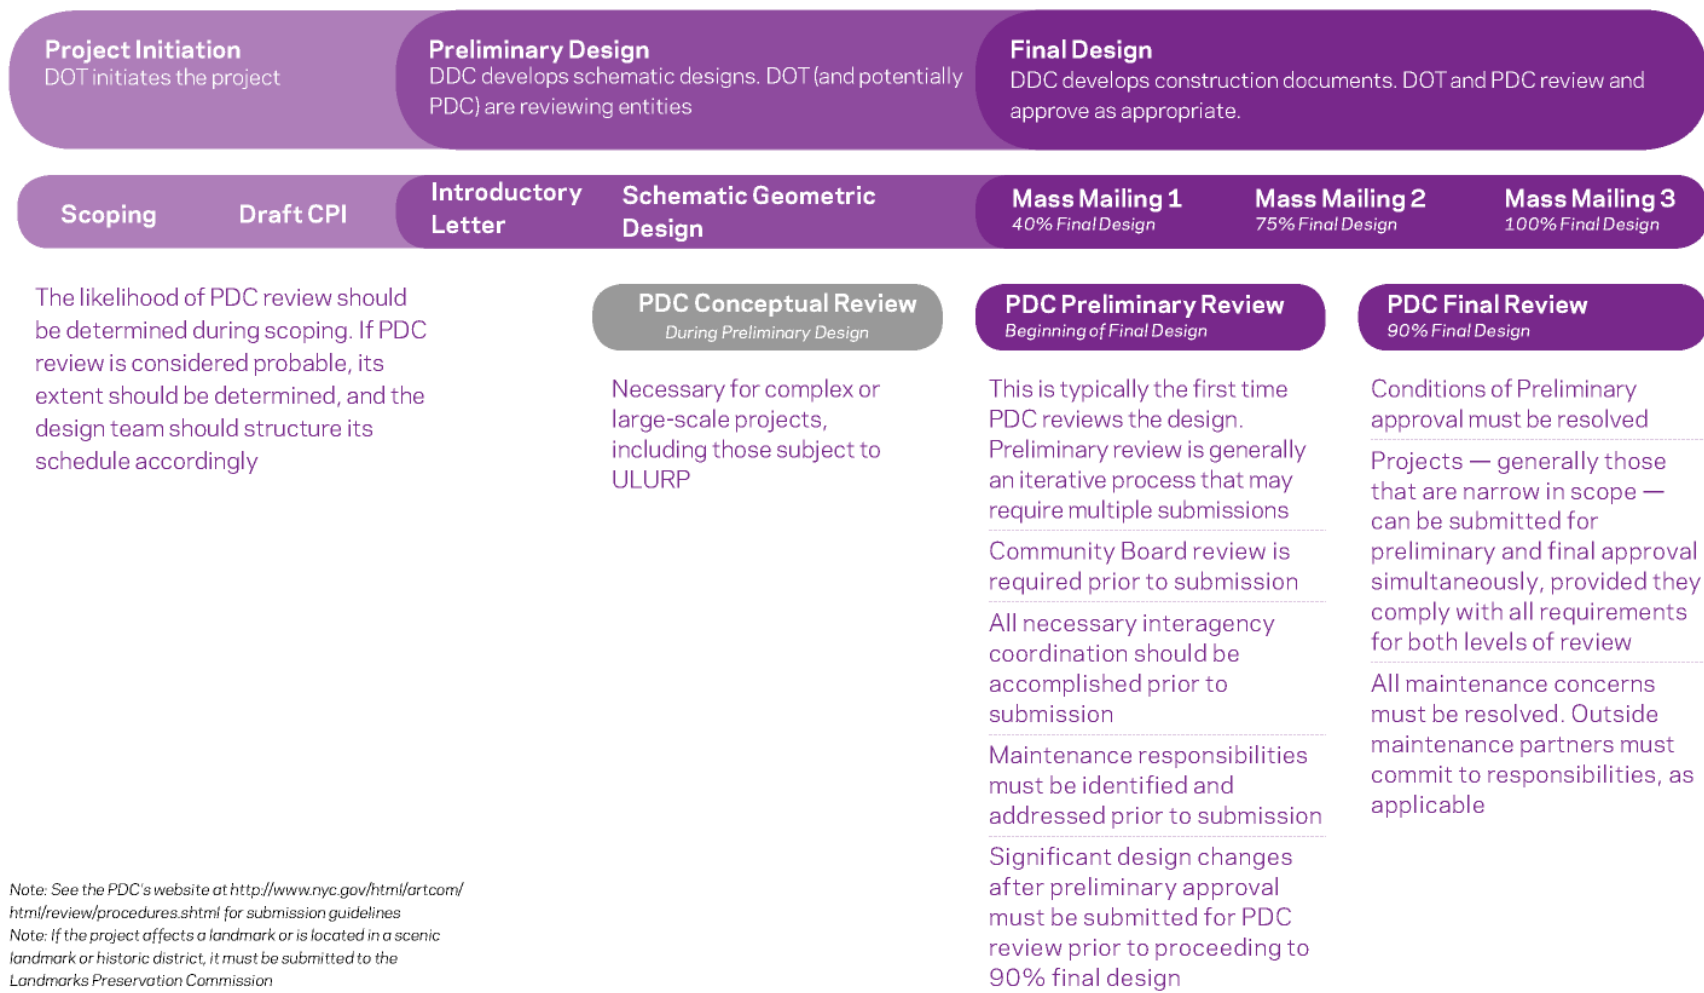 Project Initiation
DOT initiates the project
Preliminary Design
DDC develops schematic designs. DOT (and potentially
PDC) are reviewing entities
Final Design
DDC develops construction documents. DOT and PDC review and
approve as appropriate.
Scoping
Draft CPI
Introductory
Letter
Schematic Geometric
Design
Mass Mailing 1
40% Final Design
Mass Mailing 2
75% Final Design
Mass Mailing 3
100% Final Design
The likelihood of PDC review should
be determined during scoping. If PDC
review is considered probable, its
extent should be determined, and the
design team should structure its
schedule accordingly
PDC Conceptual Review
During Preliminary Design
Necessary for complex or
large-scale projects,
including those subject to
ULURP
PDC Preliminary Review
Beginning of Final Design
This is typically the first time
PDC reviews the design.
Preliminary review is generally
an iterative process that may
require multiple submissions
Community Board review is
required prior to submission
All necessary interagency
coordination should be
accomplished prior to
submission
Maintenance responsibilities
must be identified and
addressed prior to submission
Significant design changes
after preliminary approval
must be submitted for PDC
review prior to proceeding to
90% final design
PDC Final Review
90% Final Design
Conditions of Preliminary
approval must be resolved
Projects — generally those
that are narrow in scope —
can be submitted for
preliminary and final approval
simultaneously, provided they
comply with all requirements
for both levels of review
All maintenance concerns
must be resolved. Outside
maintenance partners must
commit to responsibilities, as
applicable
Note: See the PDC's website at http://www.nyc.gov/html/artcom/
html/review/procedures.shtml for submission guidelines
Note: If the project affects a landmark or is located in a scenic
landmark or historic district, it must be submitted to the
Landmarks Preservation Commission